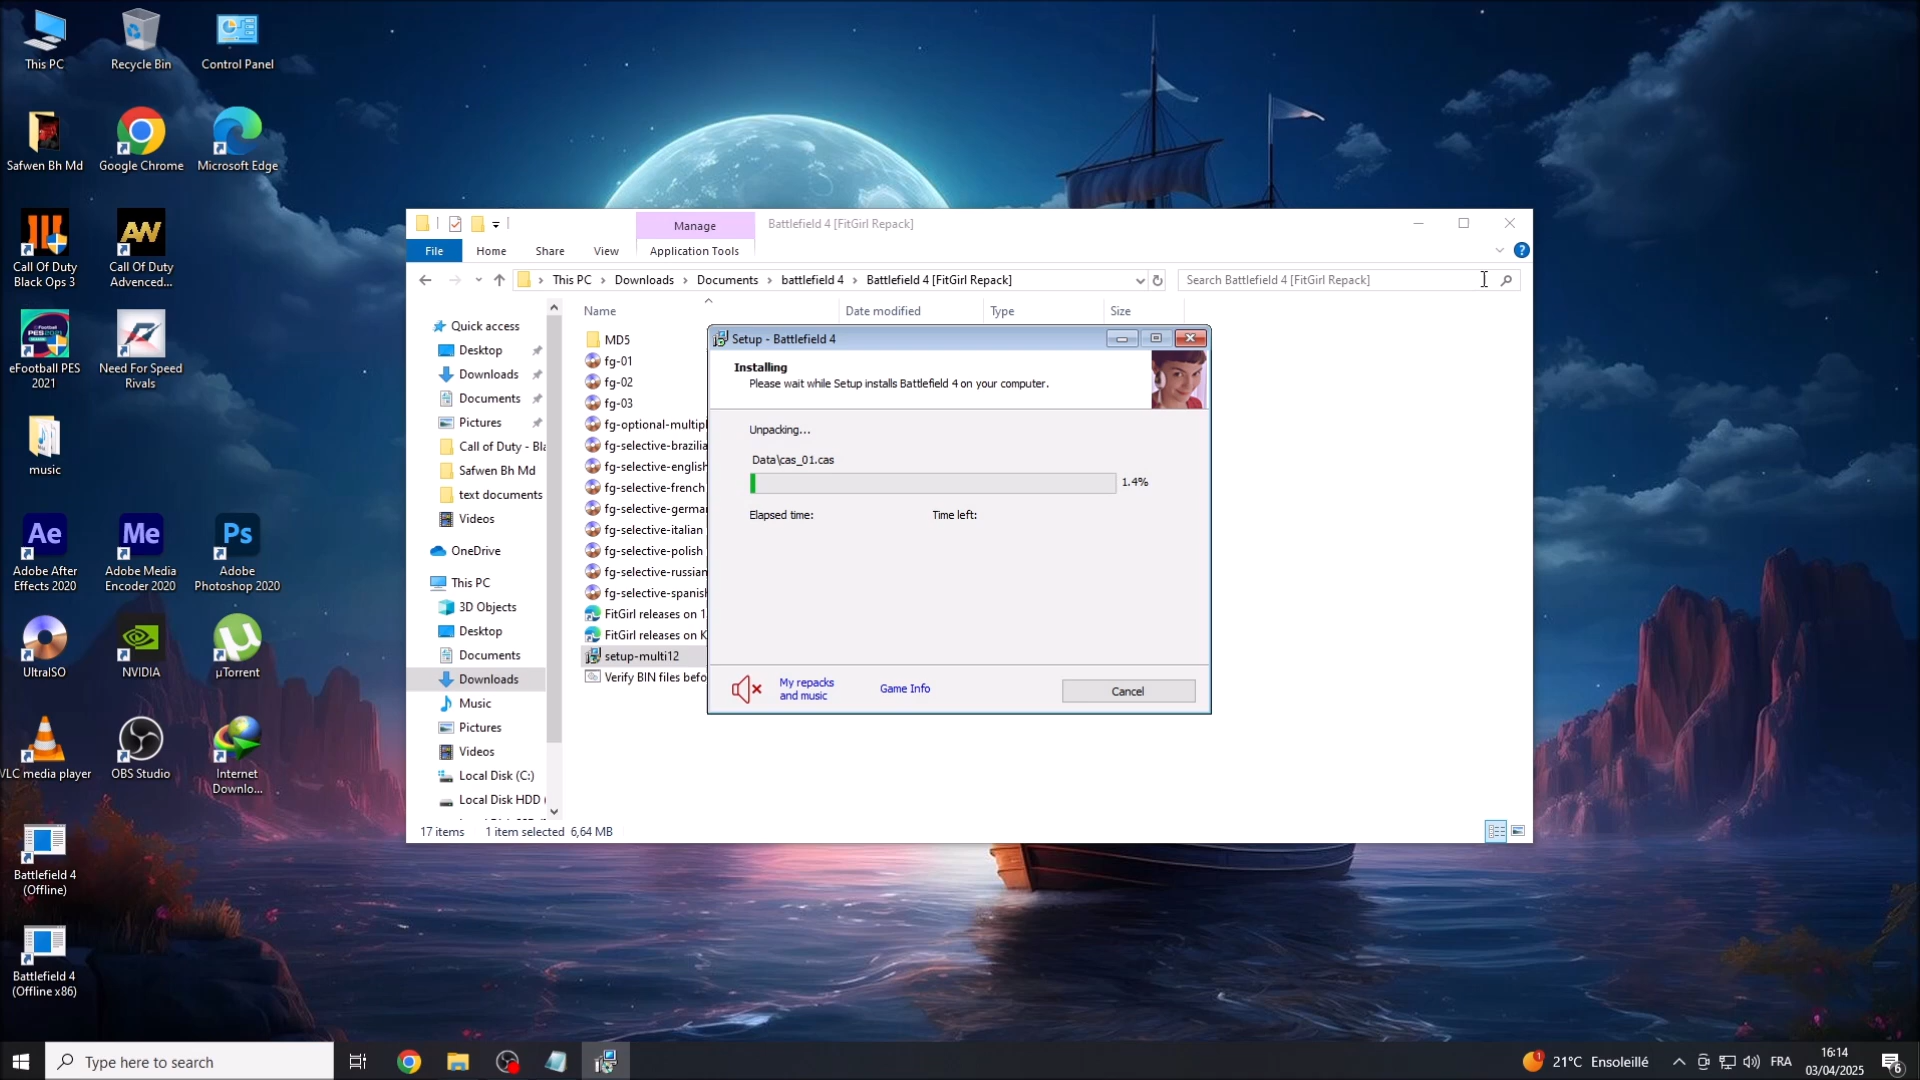 This PC
Recycle Bin
Control Panel
Safwen Bh Md
Google Chrome
Microsoft Edge
Call Of Duty
Black Ops 3
Call Of Duty
Advanced...
eFootball PES
2021
Need For Speed
Rivals
music
Ae
Adobe After
Effects 2020
Me
Adobe Media
Encoder 2020
Ps
Adobe
Photoshop 2020
UltraISO
NVIDIA
µTorrent
VLC media player
OBS Studio
Internet
Downlo...
Battlefield 4
(Offline)
Battlefield 4
(Offline x86)
Manage
Battlefield 4 [FitGirl Repack]
File
Home
Share
View
Application Tools
This PC > Downloads > Documents > battlefield 4 > Battlefield 4 [FitGirl Repack]
Search Battlefield 4 [FitGirl Repack]
Quick access
Desktop
Downloads
Documents
Pictures
Call of Duty - Bla
Safwen Bh Md
text documents
Videos
OneDrive
This PC
3D Objects
Desktop
Documents
Downloads
Music
Pictures
Videos
Local Disk (C:)
Local Disk HDD (
Name
Date modified
Type
Size
MD5
fg-01
fg-02
fg-03
fg-optional-multipl
fg-selective-brazilia
fg-selective-english
fg-selective-french
fg-selective-german
fg-selective-italian
fg-selective-polish
fg-selective-russian
fg-selective-spanish
FitGirl releases on 1
FitGirl releases on K
setup-multi12
Verify BIN files befo
17 items
1 item selected 6,64 MB
Setup - Battlefield 4
Installing
Please wait while Setup installs Battlefield 4 on your computer.
Unpacking...
Data\cas_01.cas
1.4%
Elapsed time:
Time left:
My repacks
and music
Game Info
Cancel
Type here to search
1
21°C Ensoleillé
FRA
16:14
03/04/2025
6